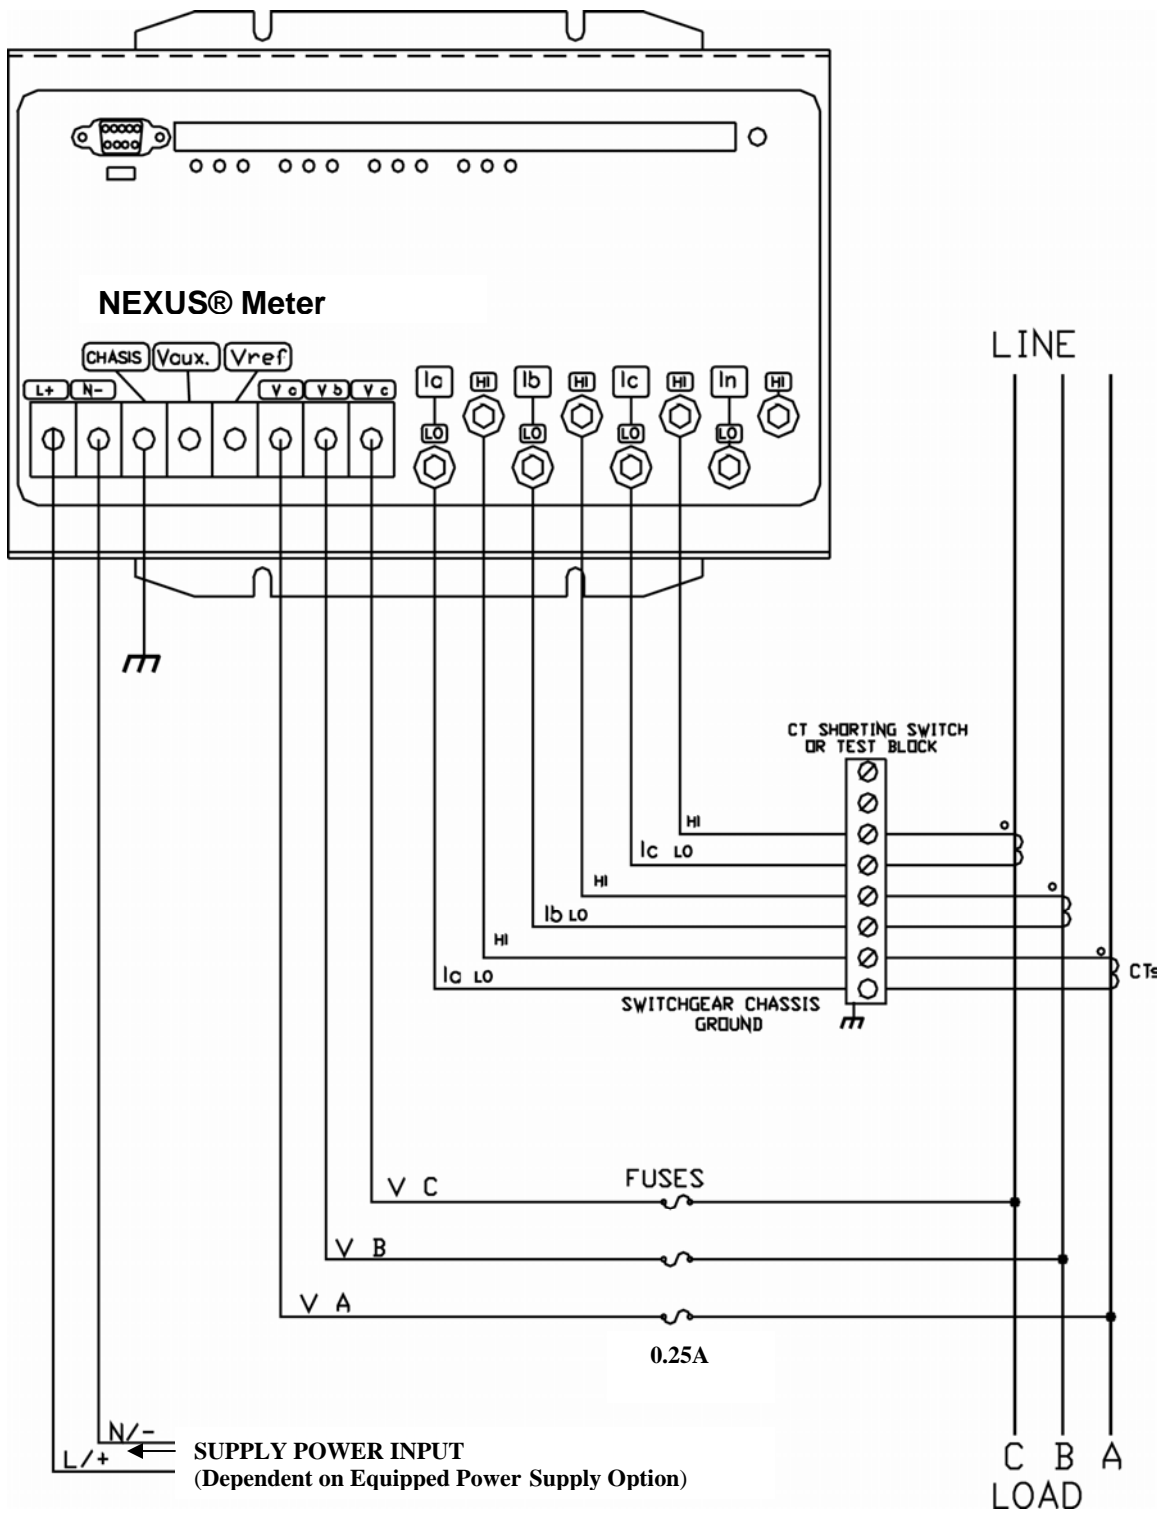 NEXUS® Meter
CHASIS Vaux. Vref
L+ N- Va Vb Vc
Ia HI Ib HI Ic HI In HI
LO LO LO LO
LINE
CT SHORTING SWITCH
OR TEST BLOCK
HI
Ic LO
HI
Ib LO
HI
Ia LO
CTs
SWITCHGEAR CHASSIS
GROUND
FUSES
V C
V B
V A
0.25A
N/-
L/+
SUPPLY POWER INPUT
(Dependent on Equipped Power Supply Option)
C B A
LOAD